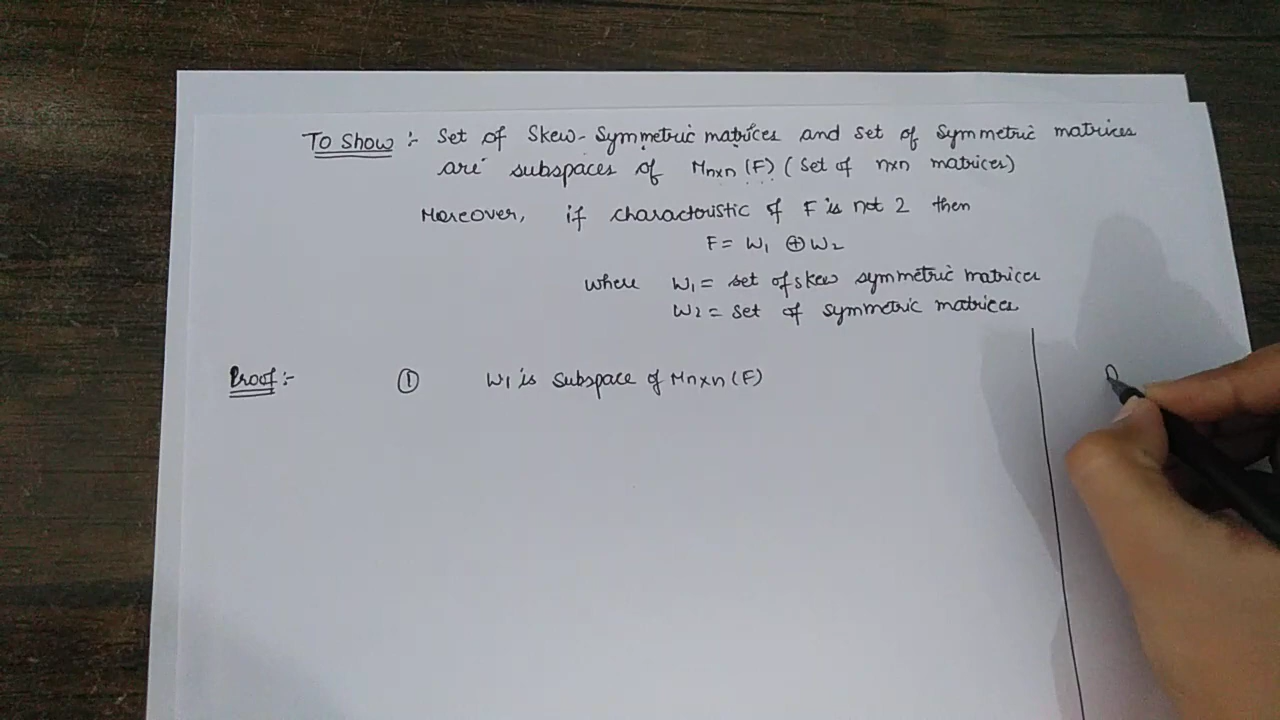 To Show :- Set of Skew-Symmetric matrices and set of symmetric matrices
are subspaces of Mnxn (F) (Set of nxn matrices)
Moreover, if characteristic of F is not 2 then
F = W1 ⊕ W2
where W1 = set of skew symmetric matrices
W2 = set of symmetric matrices
Proof :- ① W1 is subspace of Mnxn (F)